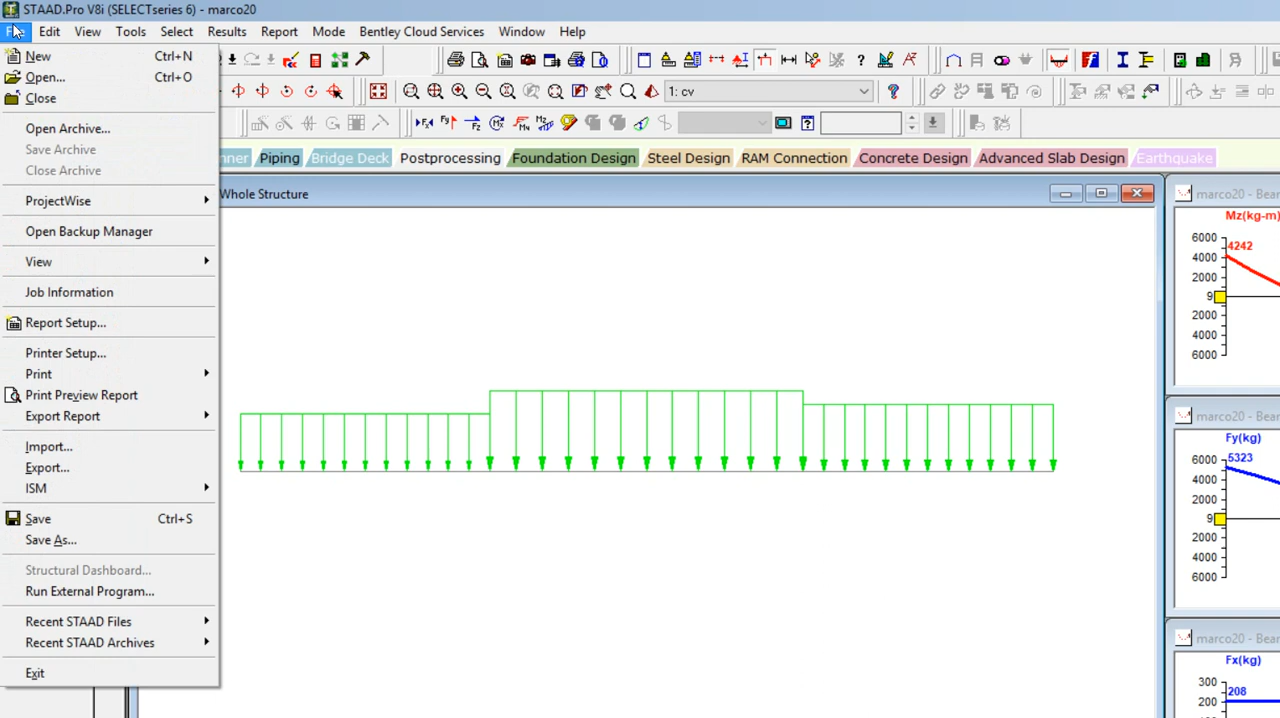 STAAD.Pro V8i (SELECTseries 6) - marco20
Edit View Tools Select Results Report Mode Bentley Cloud Services Window Help
New Ctrl+N
Open... Ctrl+O
Close
Open Archive...
Save Archive
Close Archive
ProjectWise
Open Backup Manager
View
Job Information
Report Setup...
Printer Setup...
Print
Print Preview Report
Export Report
Import...
Export...
ISM
Save Ctrl+S
Save As...
Structural Dashboard...
Run External Program...
Recent STAAD Files
Recent STAAD Archives
Exit
1: cv
Piping Bridge Deck Postprocessing Foundation Design Steel Design RAM Connection Concrete Design Advanced Slab Design Earthquake
Whole Structure
marco20 - Bear
Mz(kg-m)
6000
4242
4000
2000
9
2000
4000
6000
marco20 - Bear
Fy(kg)
6000
5323
4000
2000
9
2000
4000
6000
marco20 - Bear
Fx(kg)
300
208
200